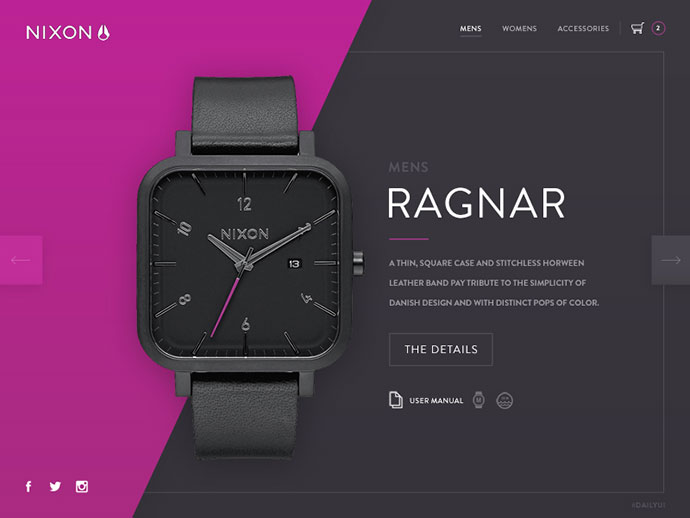 NIXON
MENS WOMENS ACCESSORIES 2
MENS
RAGNAR
A THIN, SQUARE CASE AND STITCHLESS HORWEEN
LEATHER BAND PAY TRIBUTE TO THE SIMPLICITY OF
DANISH DESIGN AND WITH DISTINCT POPS OF COLOR.
THE DETAILS
USER MANUAL
12
10
NIXON
13
8
4
6
#DAILYUI